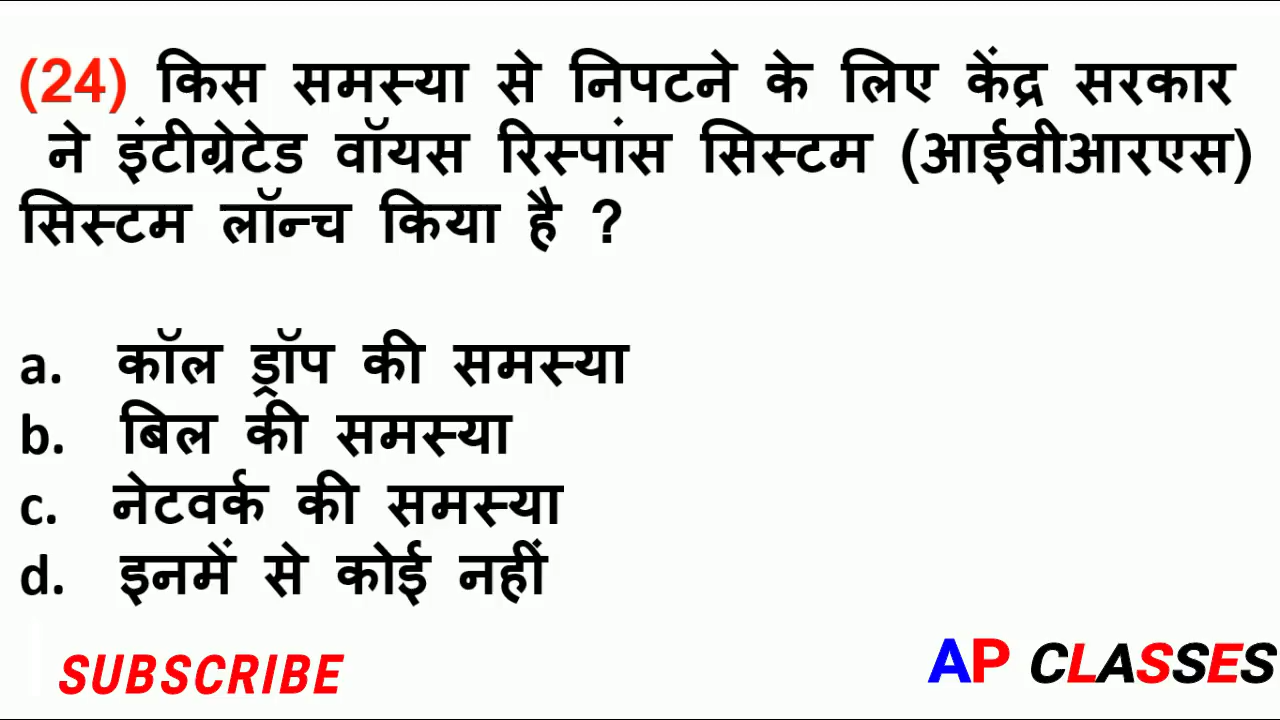 (24) किस समस्या से निपटने के लिए केंद्र सरकार
ने इंटीग्रेटेड वॉयस रिस्पांस सिस्टम (आईवीआरएस)
सिस्टम लॉन्च किया है ?
a. कॉल ड्रॉप की समस्या
b. बिल की समस्या
c. नेटवर्क की समस्या
d. इनमें से कोई नहीं
SUBSCRIBE
AP CLASSES